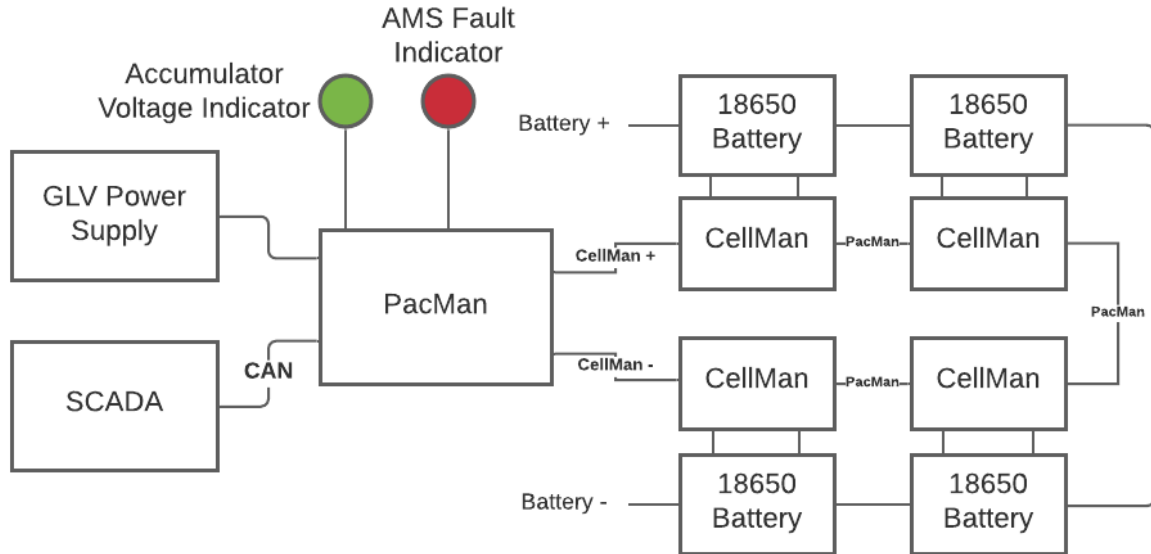 AMS Fault
Indicator
Accumulator
Voltage Indicator
Battery +
18650
Battery
18650
Battery
GLV Power
Supply
CellMan
PacMan
CellMan
CellMan +
PacMan
PacMan
CellMan -
CAN
SCADA
CellMan
PacMan
CellMan
Battery -
18650
Battery
18650
Battery